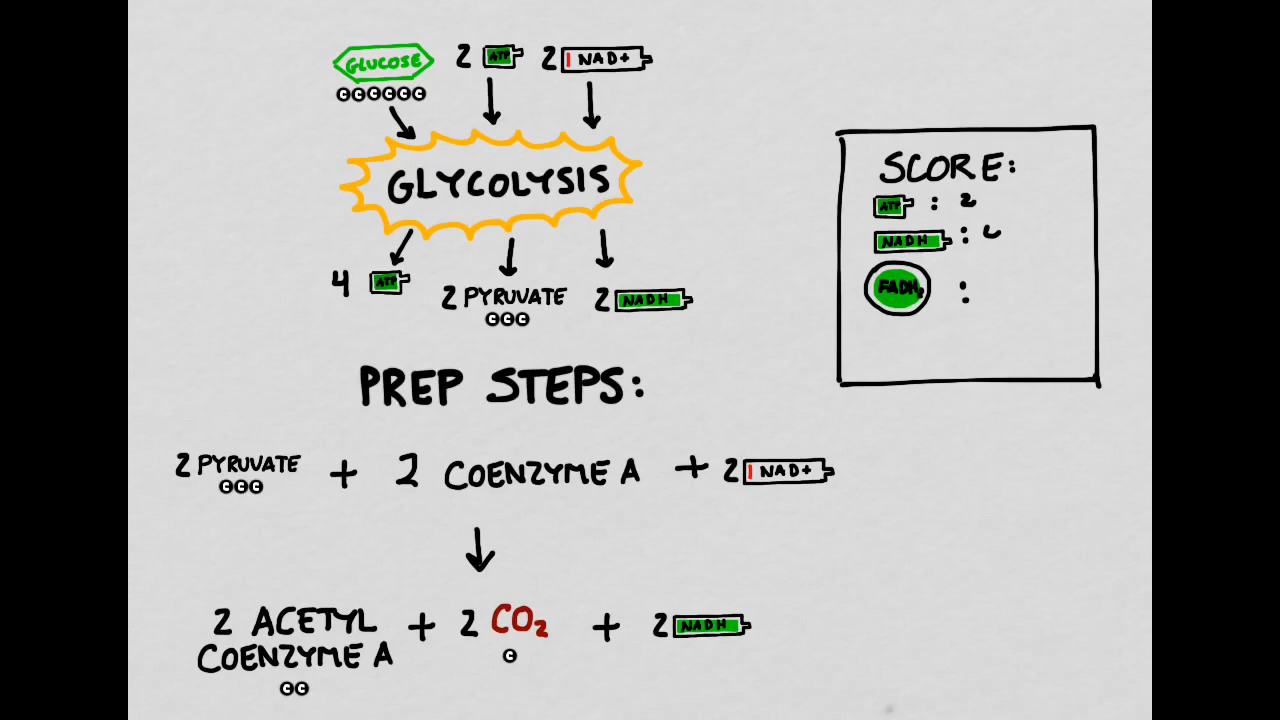 GLUCOSE 2 ATP 2 NAD+
C C C C C C
GLYCOLYSIS
4 ATP 2 PYRUVATE 2 NADH
C C C
SCORE:
ATP : 2
NADH :
FADH₂ :
PREP STEPS:
2 PYRUVATE + 2 COENZYME A + 2 NAD+
C C C
2 ACETYL + 2 CO₂ + 2 NADH
COENZYME A C
C C